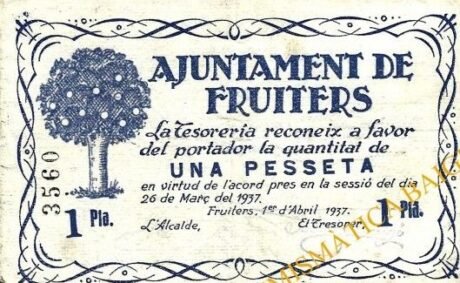 AJUNTAMENT DE
FRUITERS
La Tesoreria reconeix a favor
del portador la quantitat de
UNA PESSETA
en virtud de l'acord pres en la sessió del dia
26 de Març del 1937.
Fruiters, 1er d'Abril 1937.
L'Alcalde,
El Tresorer,
3560
1 Pta.
1 Pta.